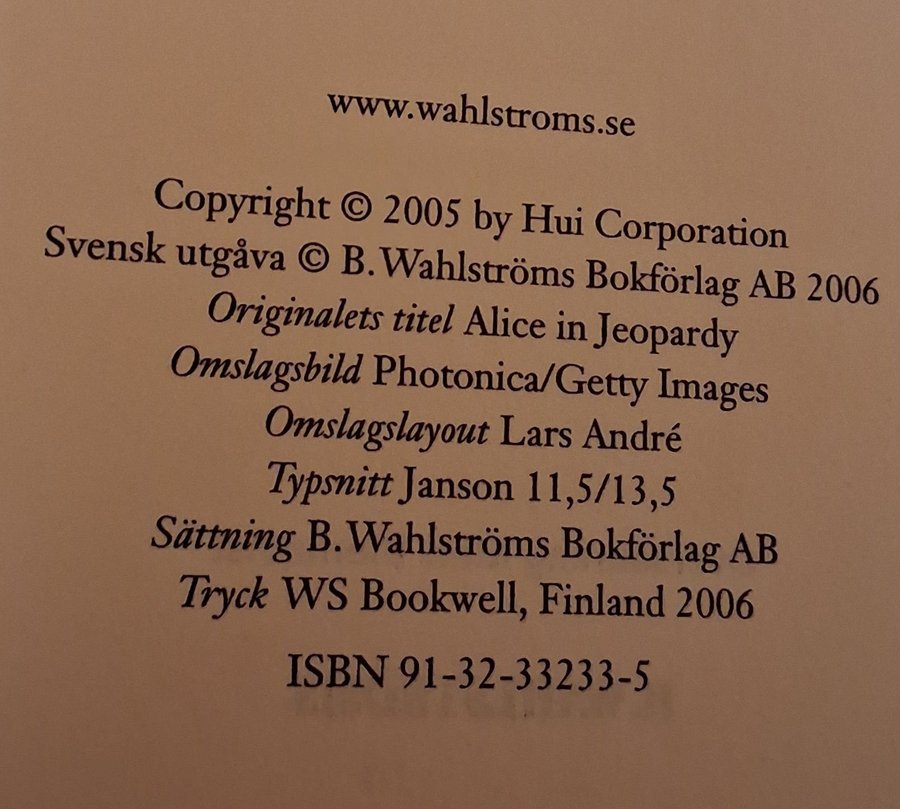 www.wahlstroms.se
Copyright © 2005 by Hui Corporation
Svensk utgåva © B. Wahlströms Bokförlag AB 2006
Originalets titel Alice in Jeopardy
Omslagsbild Photonica/Getty Images
Omslagslayout Lars André
Typsnitt Janson 11,5/13,5
Sättning B. Wahlströms Bokförlag AB
Tryck WS Bookwell, Finland 2006
ISBN 91-32-33233-5